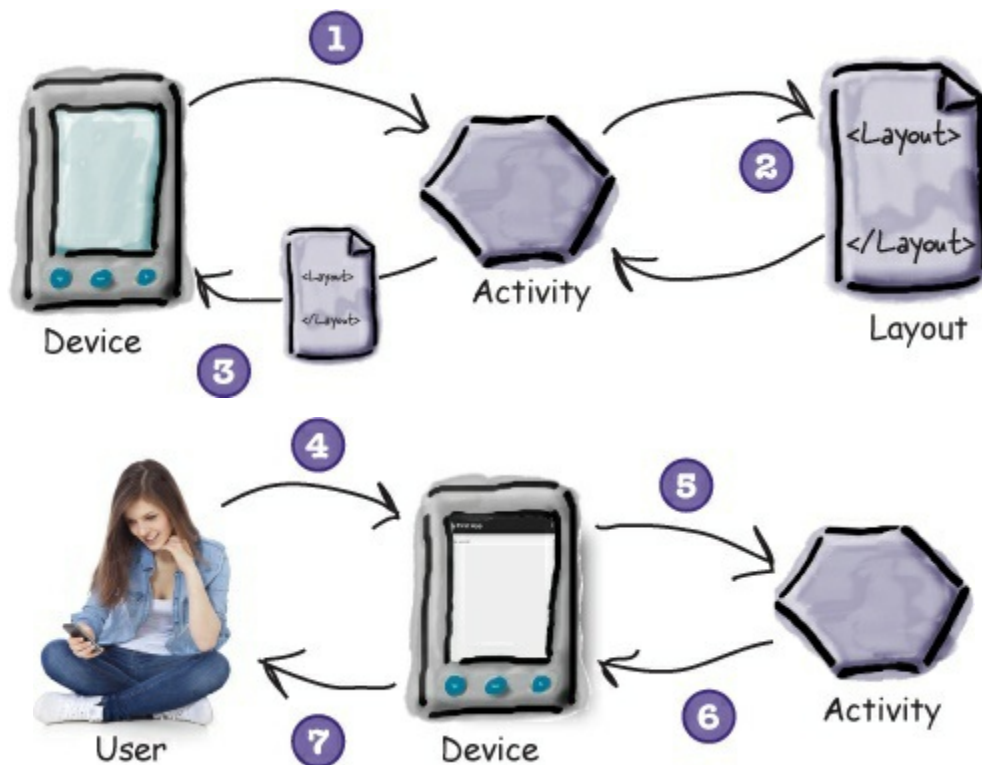 1
<Layout>
2
</Layout>
Activity
<Layout>
</Layout>
Device
Layout
3
4
5
User
7
Device
6
Activity